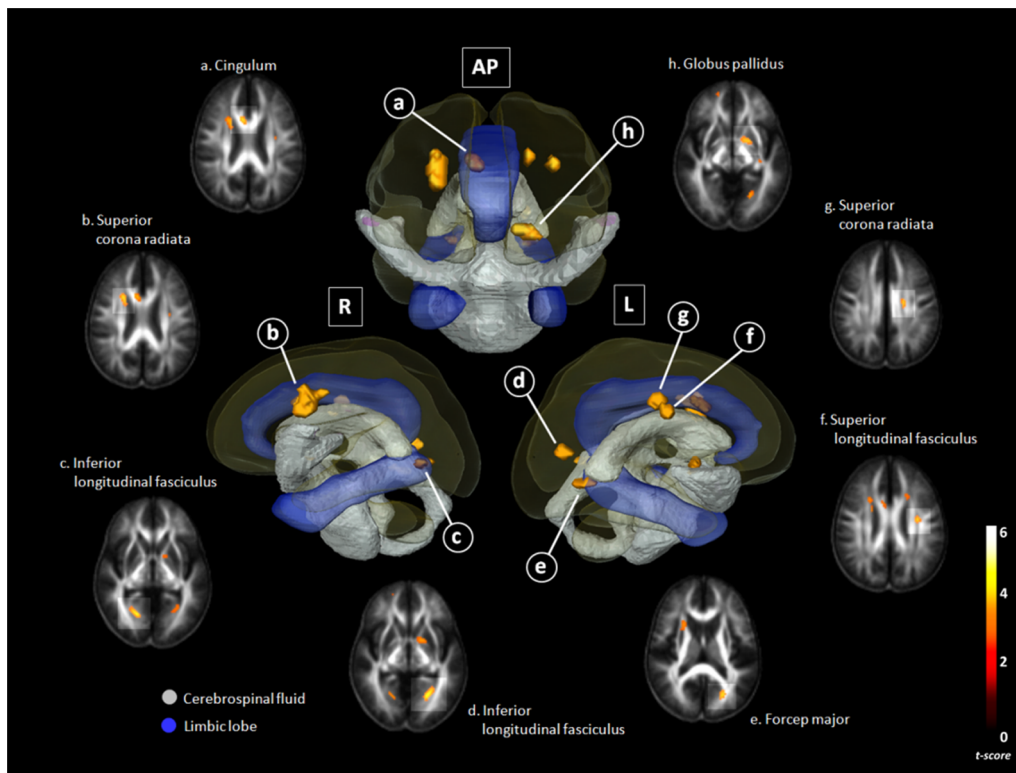 a. Cingulum
AP
h. Globus pallidus
a
h
b. Superior
corona radiata
g. Superior
corona radiata
R
L
b
g
f
d
c. Inferior
longitudinal fasciculus
f. Superior
longitudinal fasciculus
c
e
6
4
2
0
t-score
Cerebrospinal fluid
Limbic lobe
d. Inferior
longitudinal fasciculus
e. Forcep major